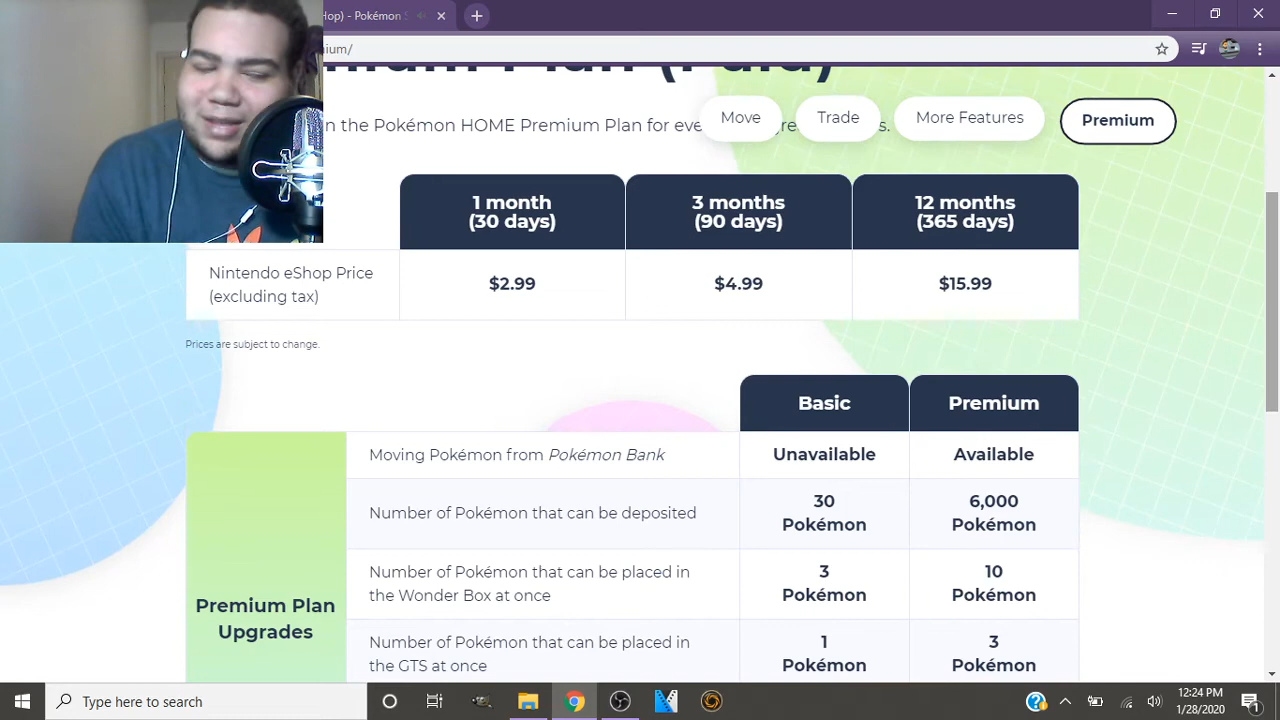 Hop) - Pokémon S
ium/
mium Plan (Paid)
n the Pokémon HOME Premium Plan for eve
Move
Trade
More Features
Premium
1 month
(30 days)
3 months
(90 days)
12 months
(365 days)
Nintendo eShop Price
(excluding tax)
$2.99
$4.99
$15.99
Prices are subject to change.
Basic
Premium
Moving Pokémon from Pokémon Bank
Unavailable
Available
Number of Pokémon that can be deposited
30
Pokémon
6,000
Pokémon
Number of Pokémon that can be placed in
the Wonder Box at once
3
Pokémon
10
Pokémon
Premium Plan
Upgrades
Number of Pokémon that can be placed in
the GTS at once
1
Pokémon
3
Pokémon
Type here to search
12:24 PM
1/28/2020
1